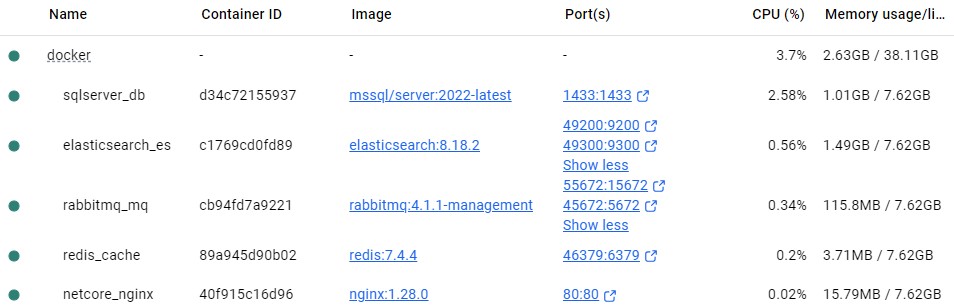 Name Container ID Image Port(s) CPU (%) Memory usage/li...
docker - - - 3.7% 2.63GB / 38.11GB
sqlserver_db d34c72155937 mssql/server:2022-latest 1433:1433 2.58% 1.01GB / 7.62GB
49200:9200
elasticsearch_es c1769cd0fd89 elasticsearch:8.18.2 49300:9300 0.56% 1.49GB / 7.62GB
Show less
55672:15672
rabbitmq_mq cb94fd7a9221 rabbitmq:4.1.1-management 45672:5672 0.34% 115.8MB / 7.62GB
Show less
redis_cache 89a945d90b02 redis:7.4.4 46379:6379 0.2% 3.71MB / 7.62GB
netcore_nginx 40f915c16d96 nginx:1.28.0 80:80 0.02% 15.79MB / 7.62GB